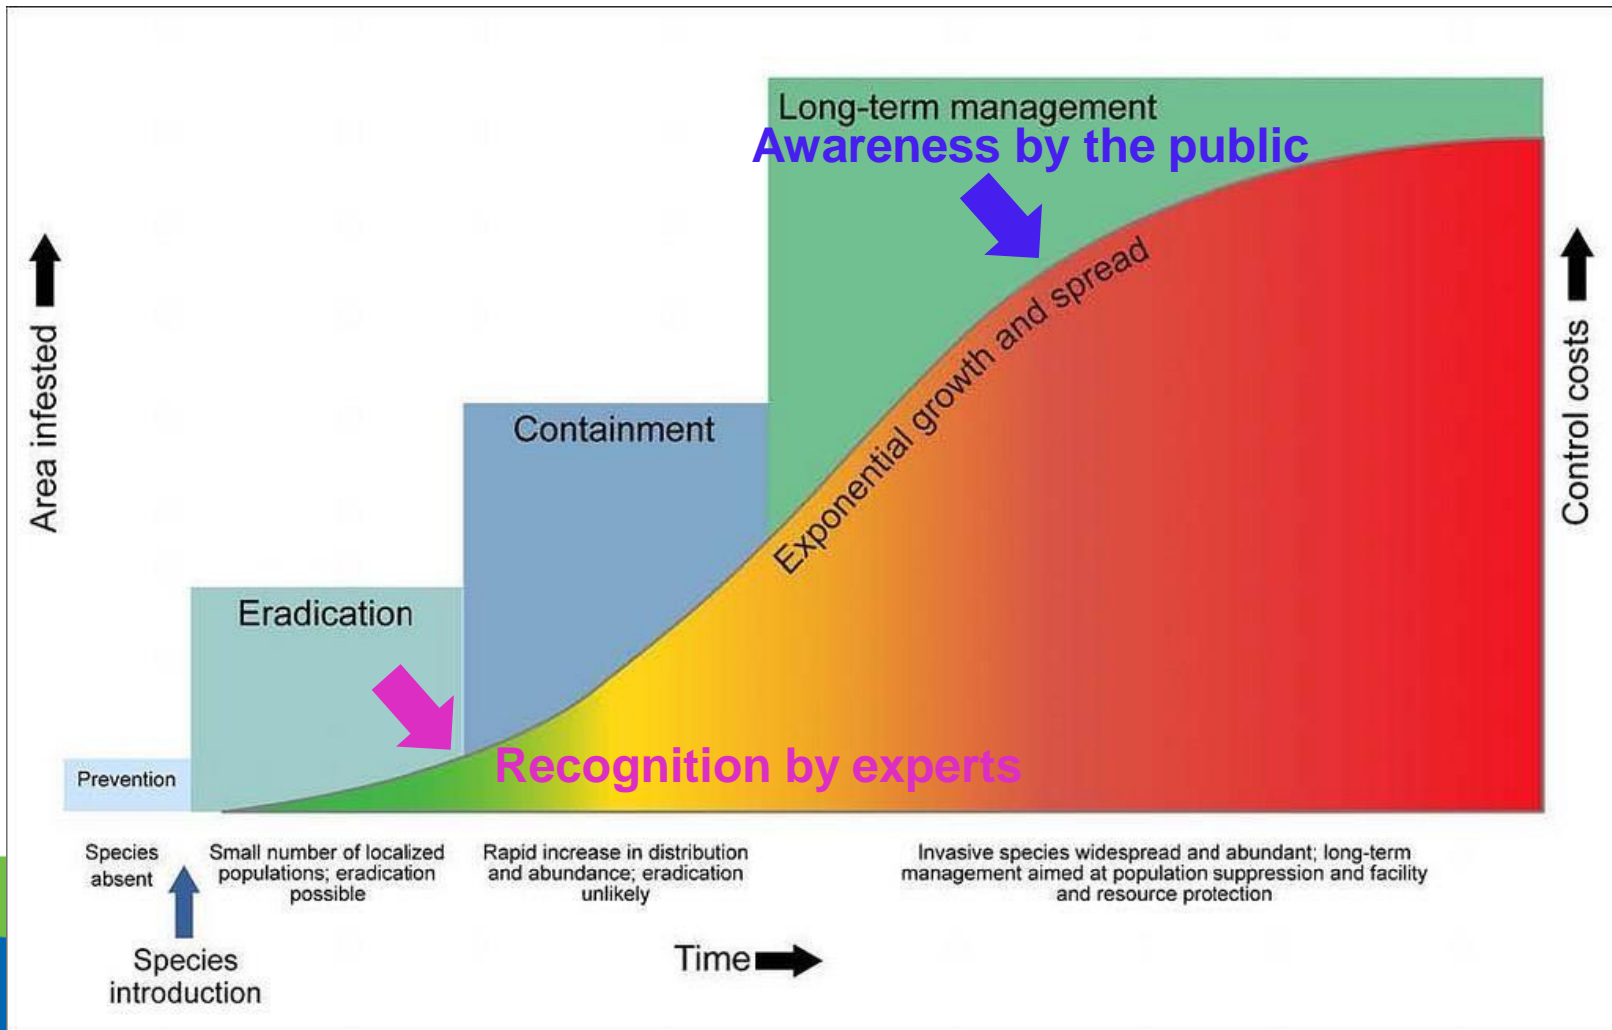 Long-term management
Awareness by the public
Area infested
Control costs
Exponential growth and spread
Containment
Eradication
Recognition by experts
Prevention
Species
absent
Small number of localized
populations; eradication
possible
Rapid increase in distribution
and abundance; eradication
unlikely
Invasive species widespread and abundant; long-term
management aimed at population suppression and facility
and resource protection
Species
introduction
Time